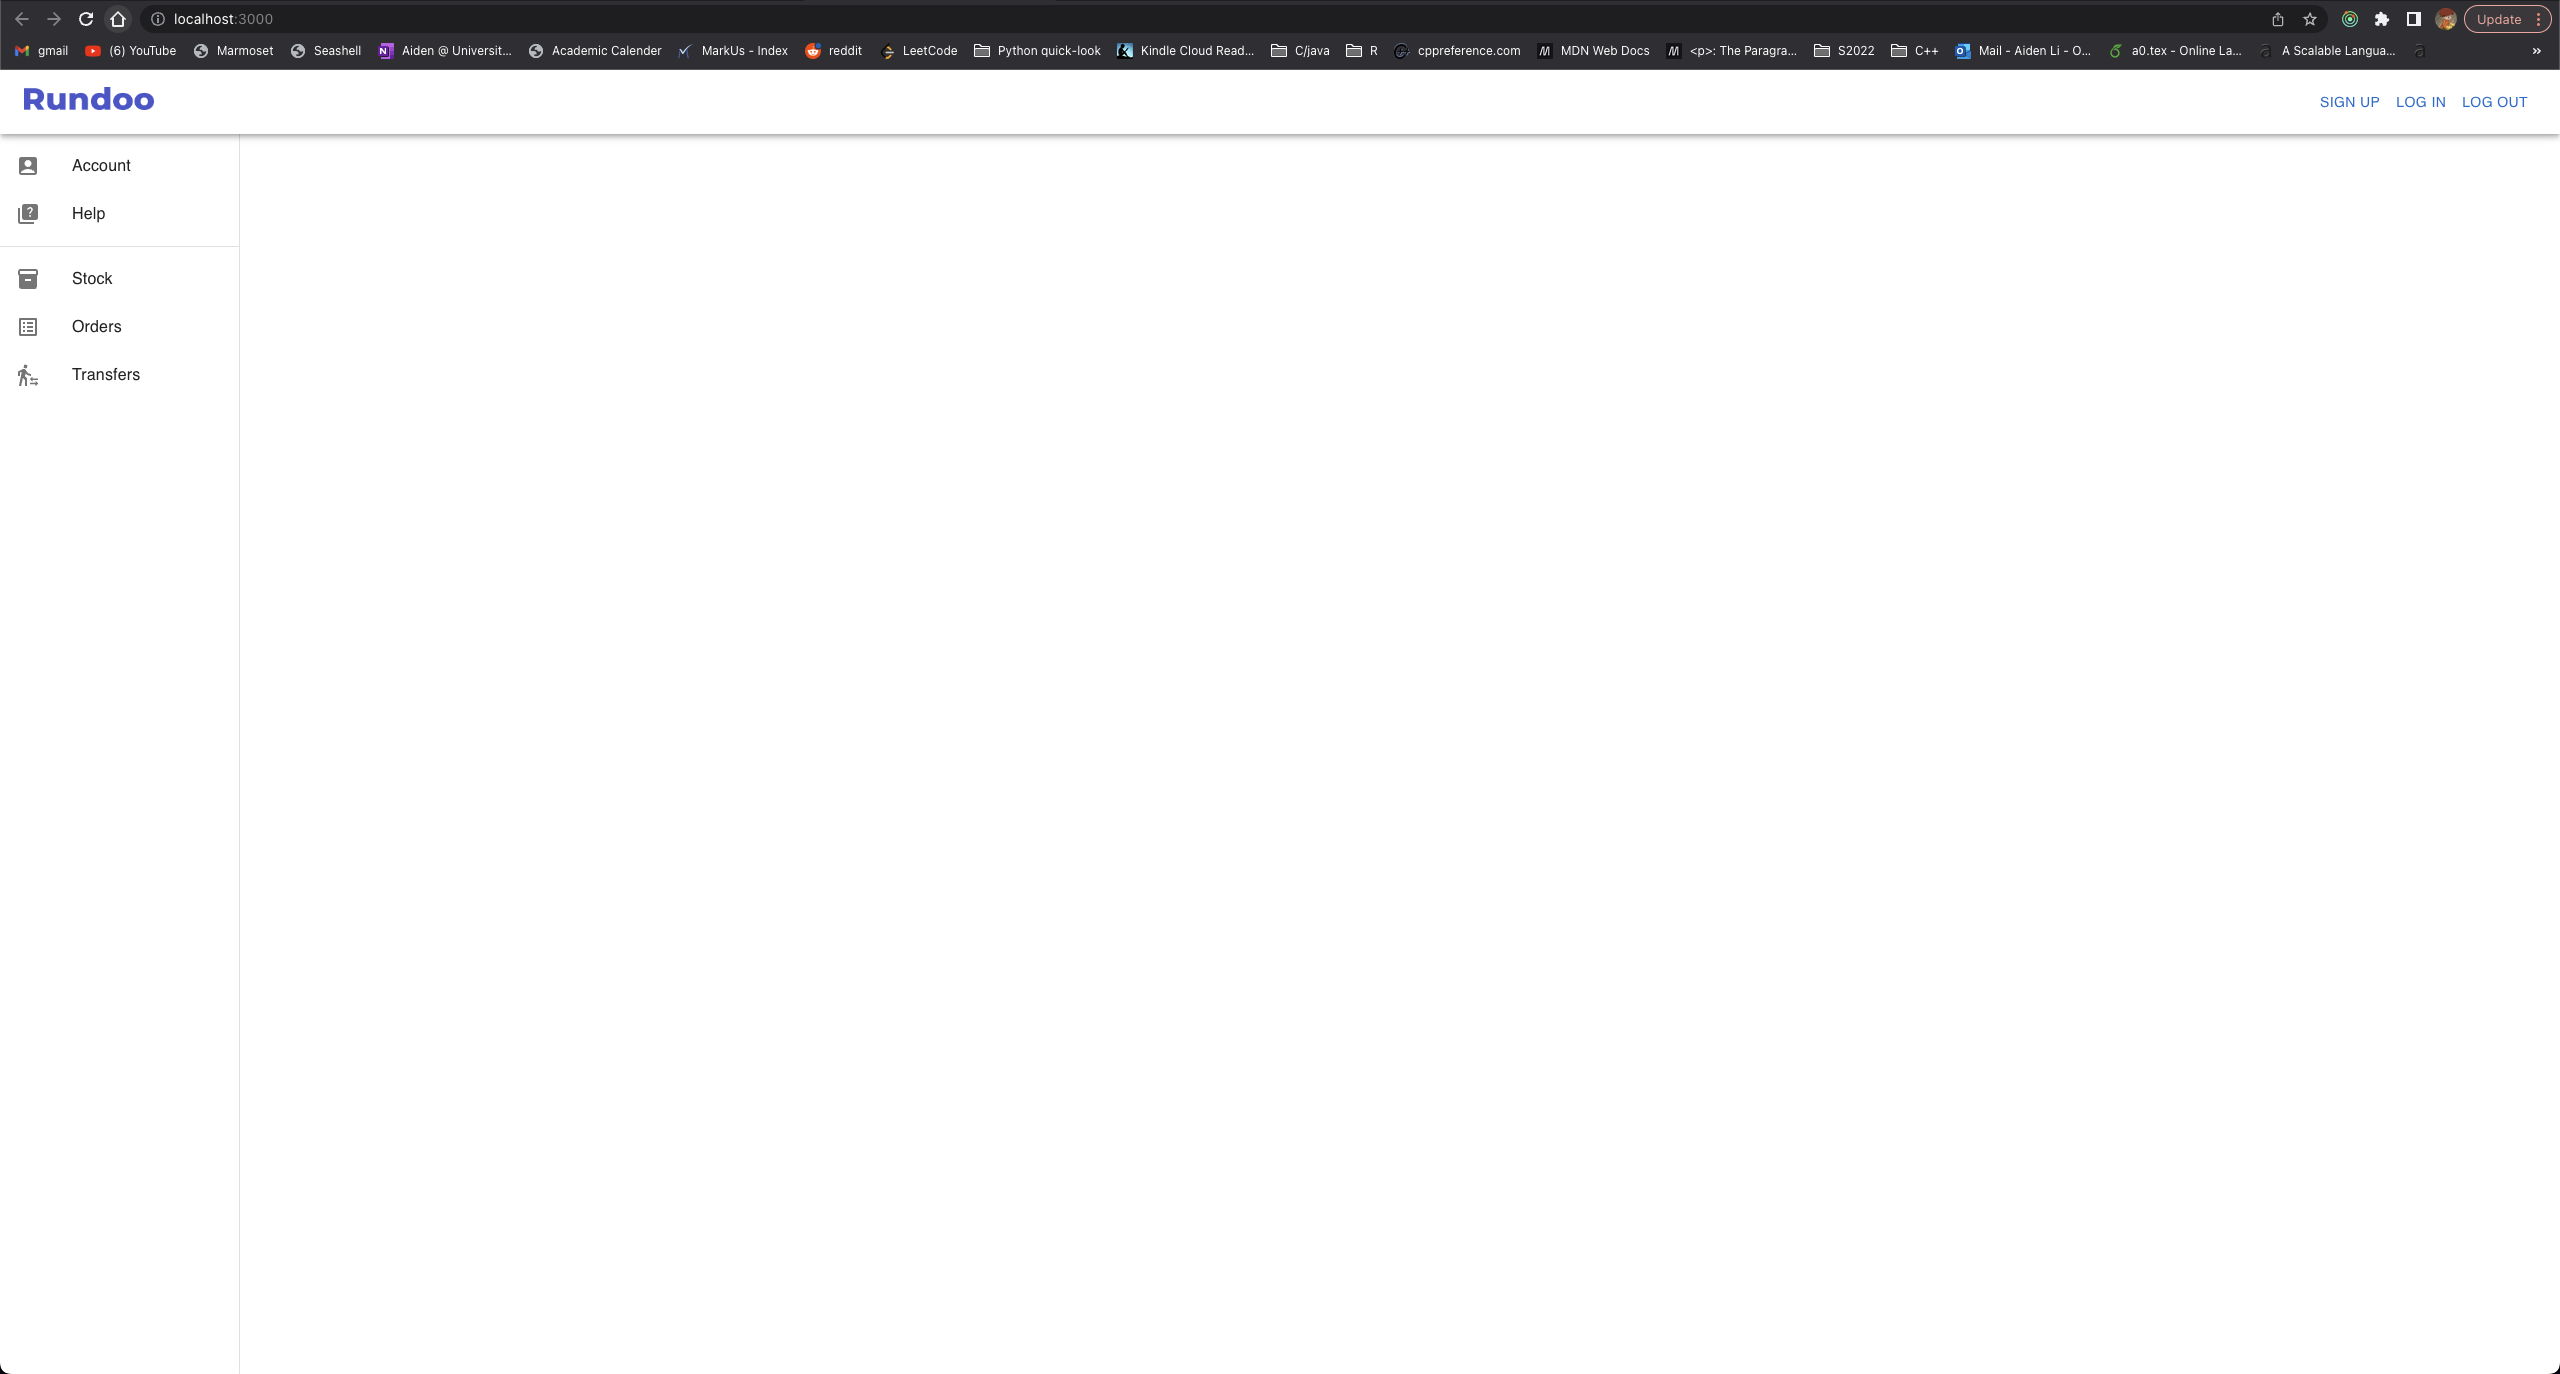 localhost:3000
Update
gmail (6) YouTube Marmoset Seashell Aiden @ Universit... Academic Calender MarkUs - Index reddit LeetCode Python quick-look Kindle Cloud Read... C/java R cppreference.com MDN Web Docs <p>: The Paragra... S2022 C++ Mail - Aiden Li - O... a0.tex - Online La... A Scalable Langua... »
Rundoo SIGN UP LOG IN LOG OUT
Account
Help
Stock
Orders
Transfers